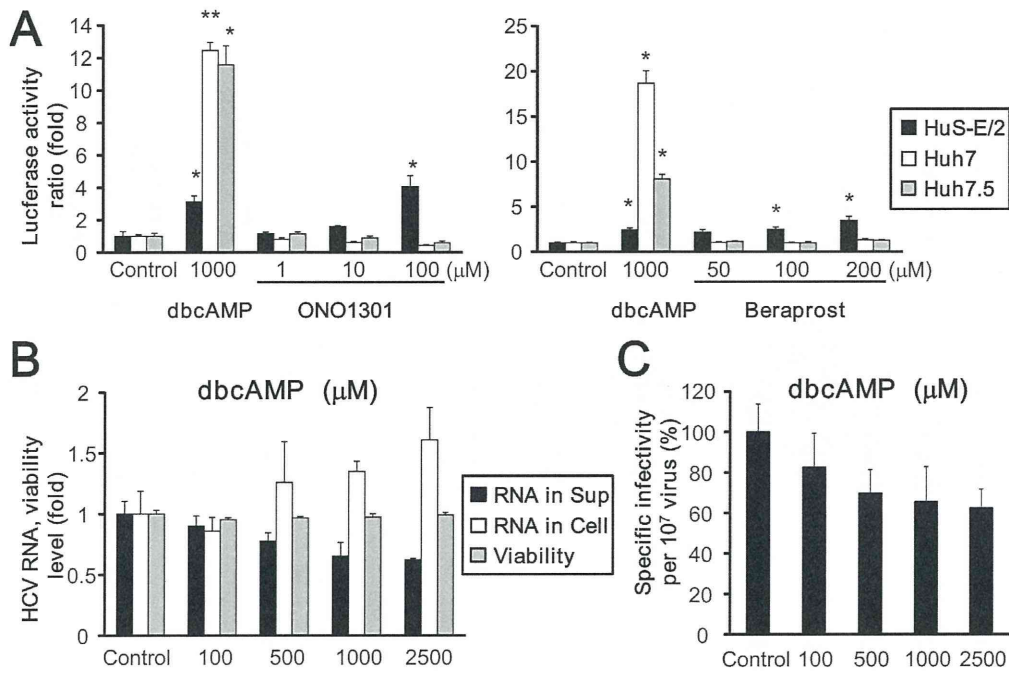 A
Luciferase activity
ratio (fold)
14
12
10
8
6
4
2
0
*
**
*
*
Control
1000
1
10
100 (μM)
dbcAMP
ONO1301
25
20
15
10
5
0
*
*
*
*
*
Control
1000
50
100
200 (μM)
dbcAMP
Beraprost
HuS-E/2
Huh7
Huh7.5
B
dbcAMP (μM)
HCV RNA, viability
level (fold)
2
1.5
1
0.5
0
Control
100
500
1000
2500
RNA in Sup
RNA in Cell
Viability
C
dbcAMP (μM)
Specific infectivity
per 10⁷ virus (%)
120
100
80
60
40
20
0
Control
100
500
1000
2500